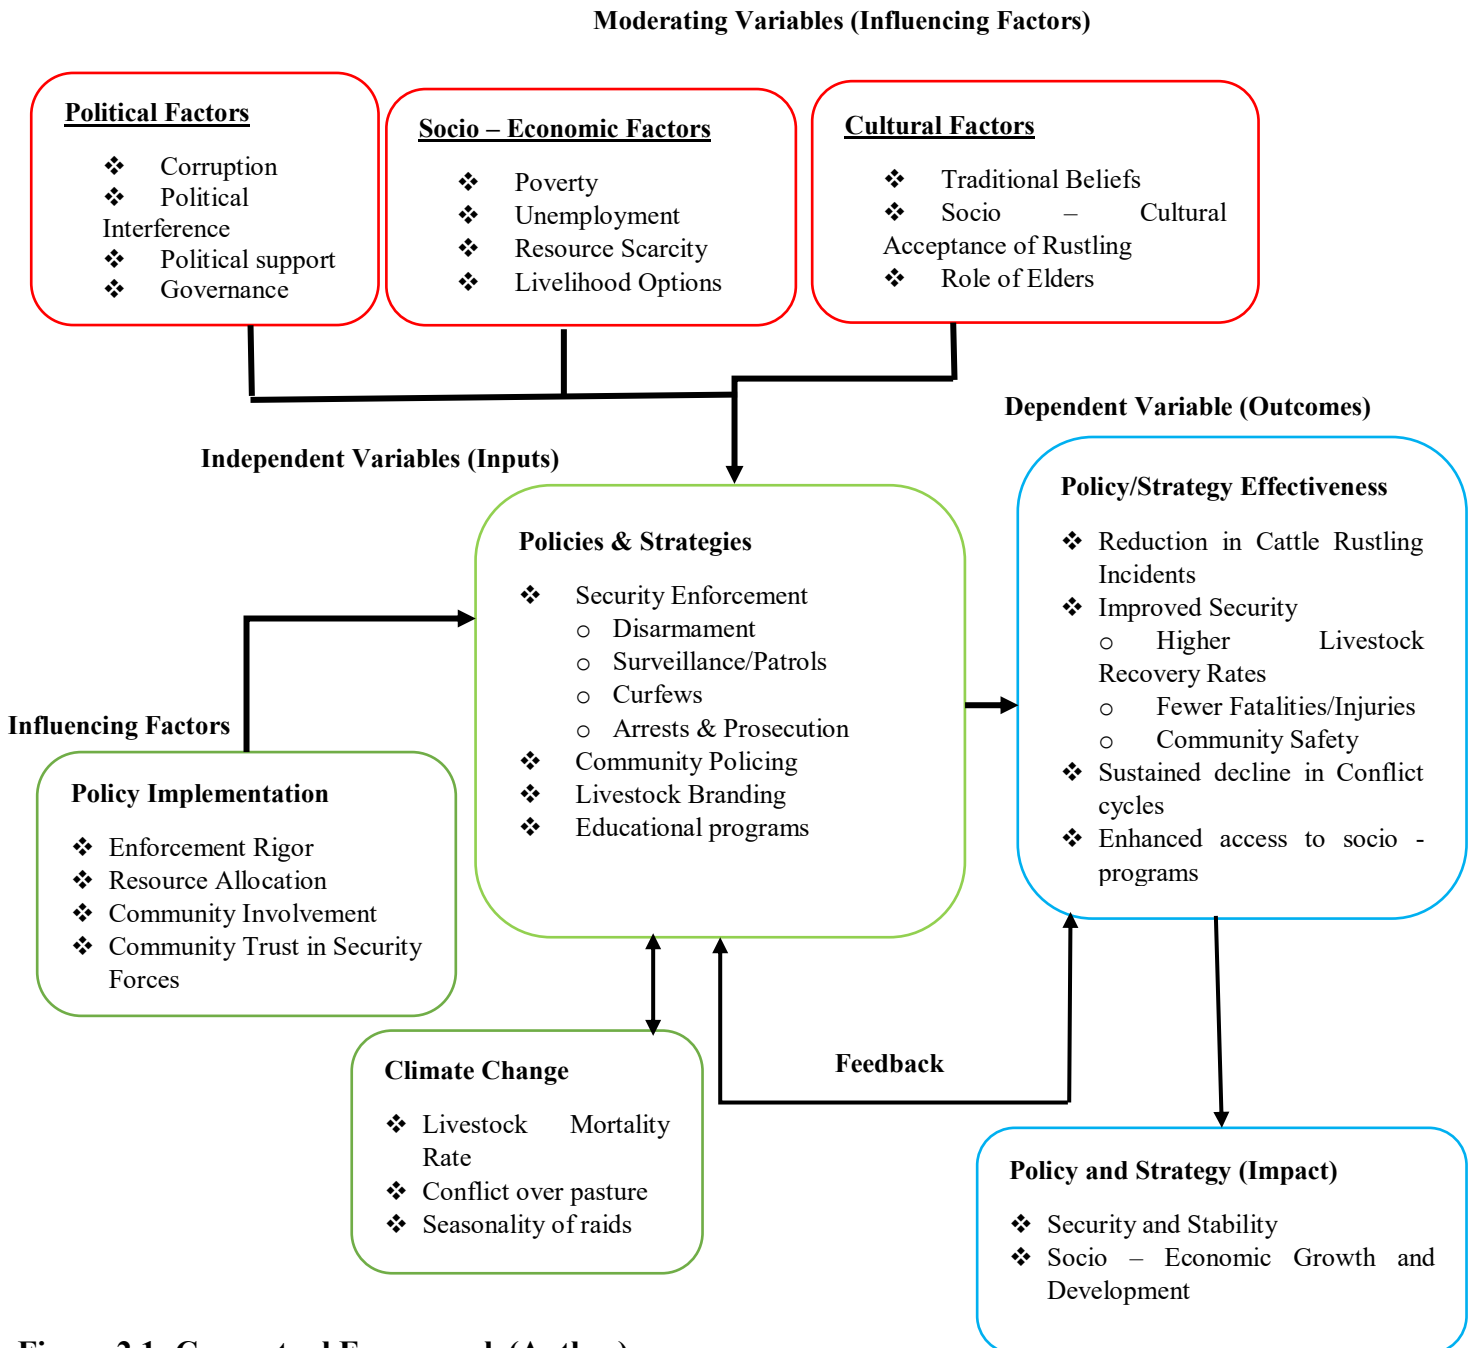 Moderating Variables (Influencing Factors)
Political Factors
❖ Corruption
❖ Political
Interference
❖ Political support
❖ Governance
Socio – Economic Factors
❖ Poverty
❖ Unemployment
❖ Resource Scarcity
❖ Livelihood Options
Cultural Factors
❖ Traditional Beliefs
❖ Socio – Cultural
Acceptance of Rustling
❖ Role of Elders
Independent Variables (Inputs)
Policies & Strategies
❖ Security Enforcement
o Disarmament
o Surveillance/Patrols
o Curfews
o Arrests & Prosecution
❖ Community Policing
❖ Livestock Branding
❖ Educational programs
Dependent Variable (Outcomes)
Policy/Strategy Effectiveness
❖ Reduction in Cattle Rustling
Incidents
❖ Improved Security
o Higher Livestock
Recovery Rates
o Fewer Fatalities/Injuries
o Community Safety
❖ Sustained decline in Conflict
cycles
❖ Enhanced access to socio -
programs
Influencing Factors
Policy Implementation
❖ Enforcement Rigor
❖ Resource Allocation
❖ Community Involvement
❖ Community Trust in Security
Forces
Climate Change
❖ Livestock Mortality
Rate
❖ Conflict over pasture
❖ Seasonality of raids
Feedback
Policy and Strategy (Impact)
❖ Security and Stability
❖ Socio – Economic Growth and
Development
Figure 2.1: Conceptual Framework (Author)